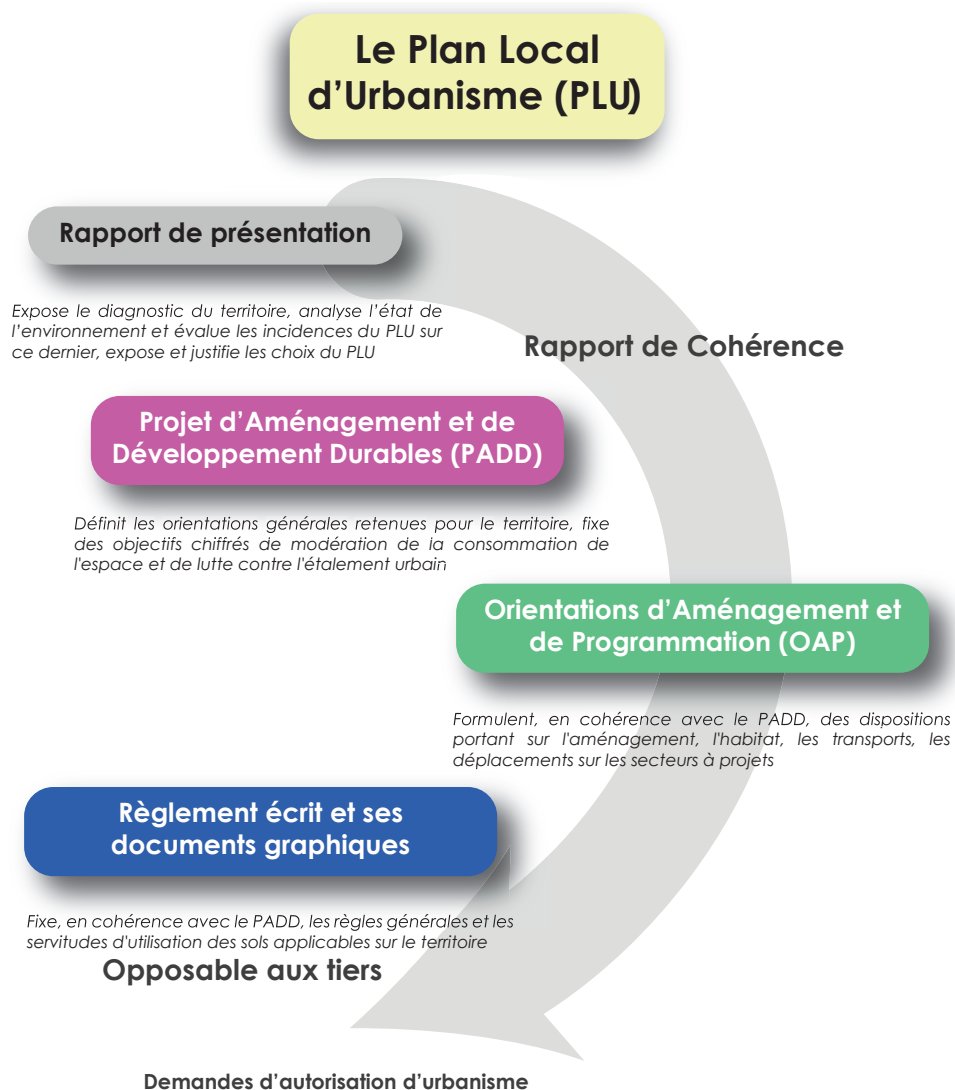 Le Plan Local
d’Urbanisme (PLU)
Rapport de présentation
Expose le diagnostic du territoire, analyse l’état de
l’environnement et évalue les incidences du PLU sur
ce dernier, expose et justifie les choix du PLU
Rapport de Cohérence
Projet d’Aménagement et de
Développement Durables (PADD)
Définit les orientations générales retenues pour le territoire, fixe
des objectifs chiffrés de modération de la consommation de
l'espace et de lutte contre l'étalement urbain
Orientations d’Aménagement et
de Programmation (OAP)
Formulent, en cohérence avec le PADD, des dispositions
portant sur l'aménagement, l'habitat, les transports, les
déplacements sur les secteurs à projets
Règlement écrit et ses
documents graphiques
Fixe, en cohérence avec le PADD, les règles générales et les
servitudes d'utilisation des sols applicables sur le territoire
Opposable aux tiers
Demandes d’autorisation d’urbanisme